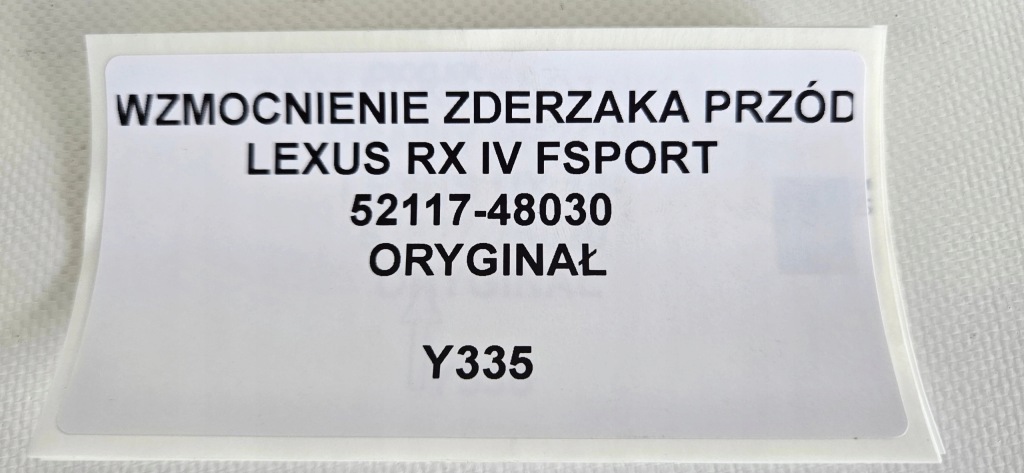 WZMOCNIENIE ZDERZAKA PRZÓD
LEXUS RX IV FSPORT
52117-48030
ORYGINAŁ
Y335